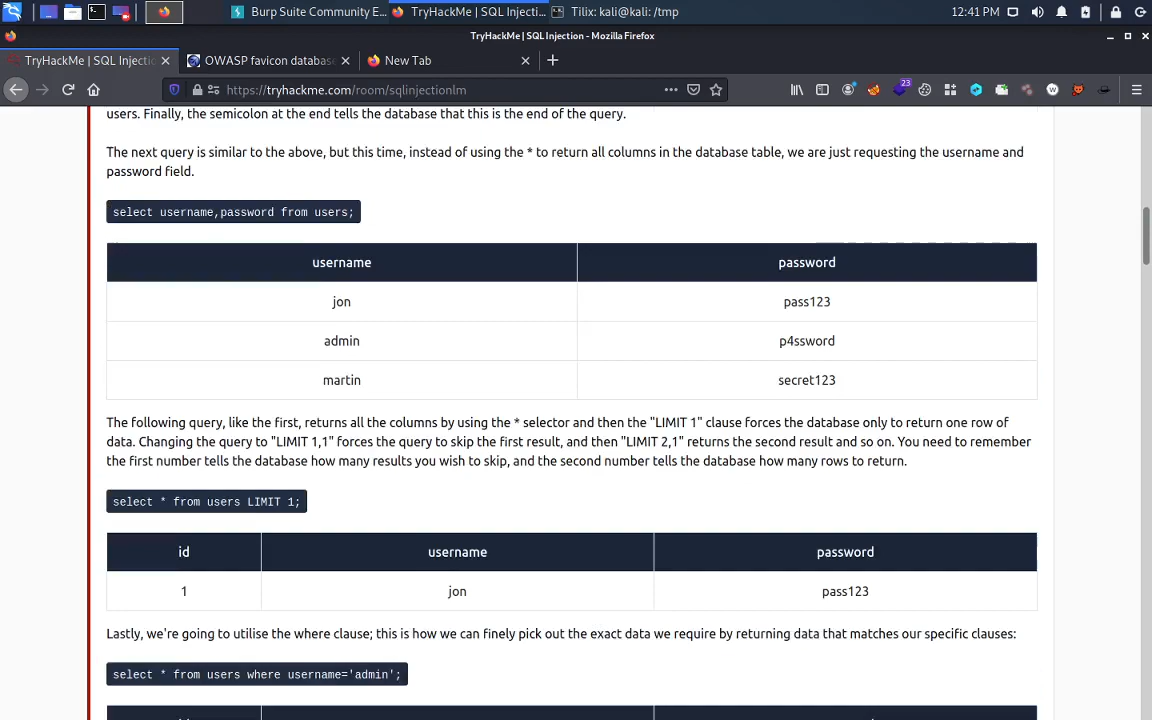 Burp Suite Community E...
TryHackMe | SQL Injecti...
Tilix: kali@kali: /tmp
12:41 PM
TryHackMe | SQL Injection - Mozilla Firefox
TryHackMe | SQL Injectio
OWASP favicon database
New Tab
https://tryhackme.com/room/sqlinjectionlm
23
users. Finally, the semicolon at the end tells the database that this is the end of the query.
The next query is similar to the above, but this time, instead of using the * to return all columns in the database table, we are just requesting the username and
password field.
select username,password from users;
username password
jon pass123
admin p4ssword
martin secret123
The following query, like the first, returns all the columns by using the * selector and then the "LIMIT 1" clause forces the database only to return one row of
data. Changing the query to "LIMIT 1,1" forces the query to skip the first result, and then "LIMIT 2,1" returns the second result and so on. You need to remember
the first number tells the database how many results you wish to skip, and the second number tells the database how many rows to return.
select * from users LIMIT 1;
id username password
1 jon pass123
Lastly, we're going to utilise the where clause; this is how we can finely pick out the exact data we require by returning data that matches our specific clauses:
select * from users where username='admin';